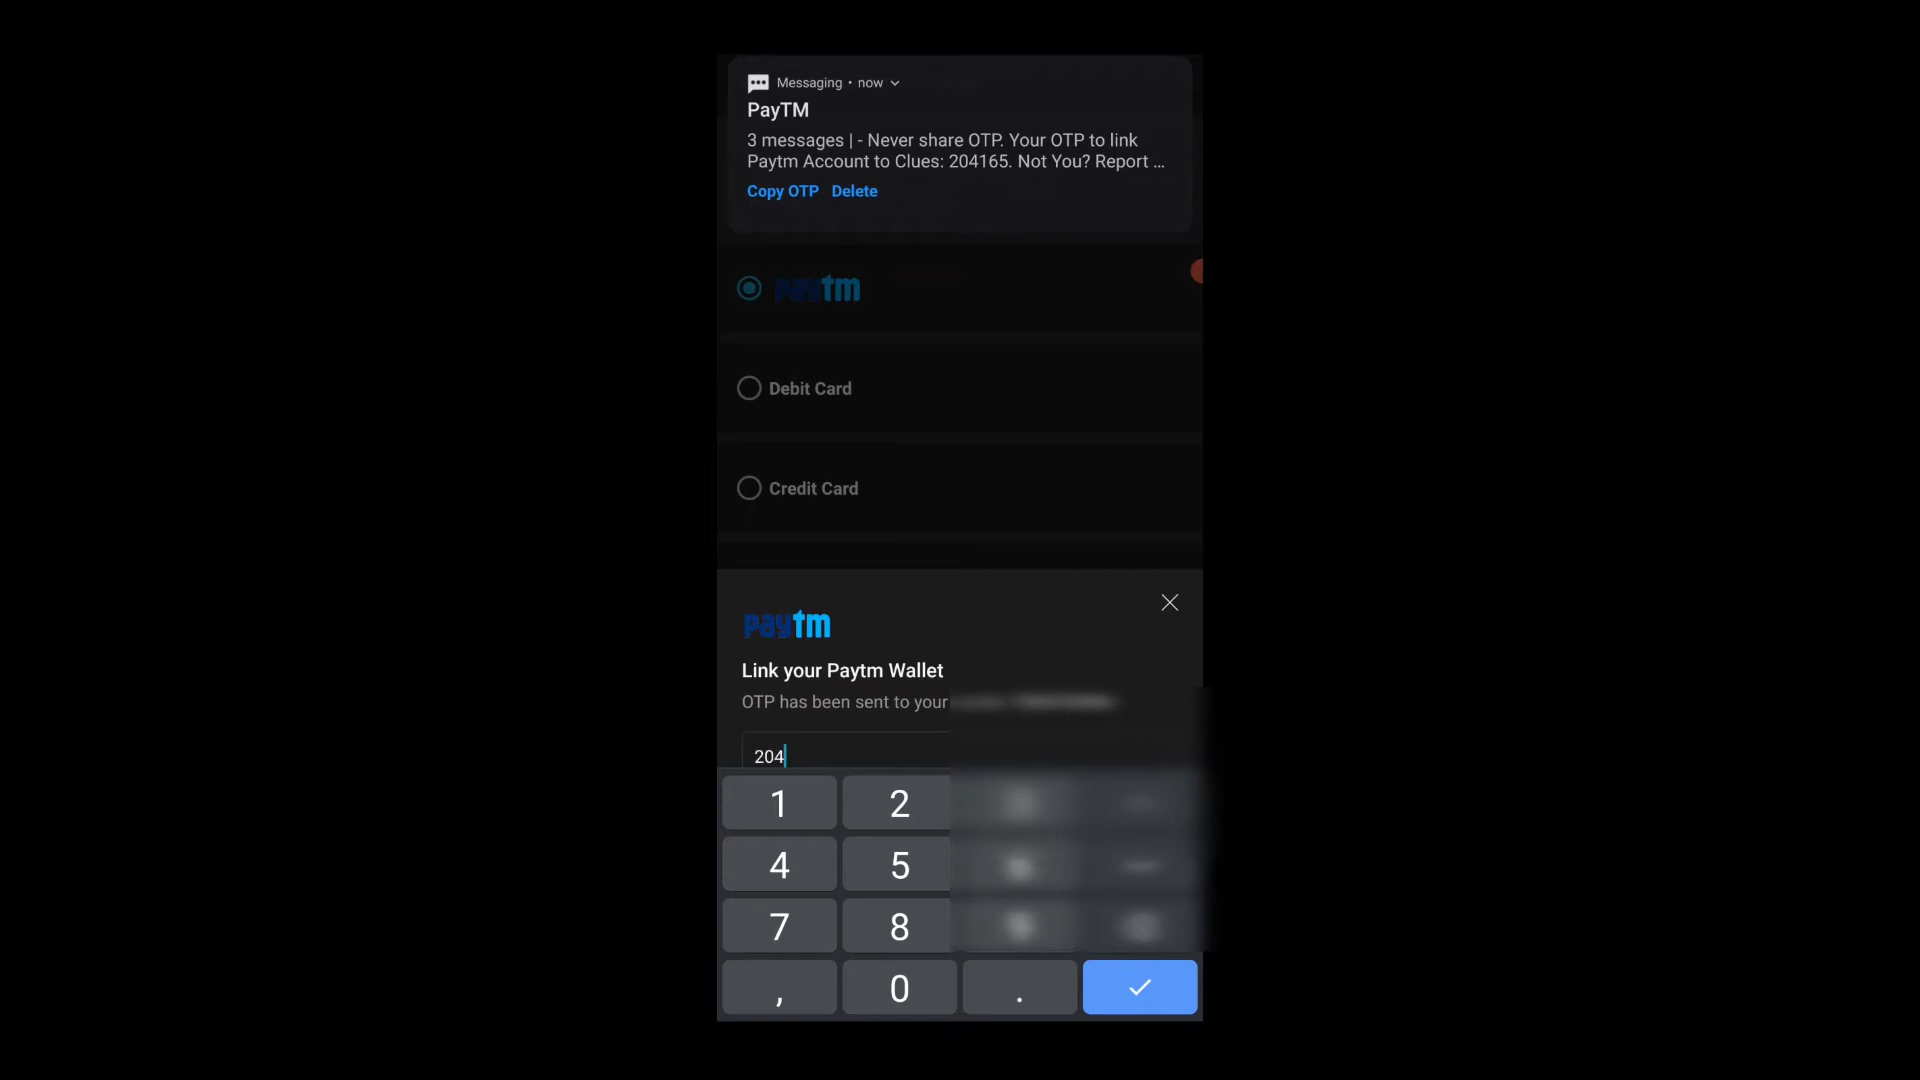 Messaging • now
PayTM
3 messages | - Never share OTP. Your OTP to link
Paytm Account to Clues: 204165. Not You? Report ...
Copy OTP Delete
paytm
Debit Card
Credit Card
paytm
Link your Paytm Wallet
OTP has been sent to your
204
1 2
4 5
7 8
, 0 .